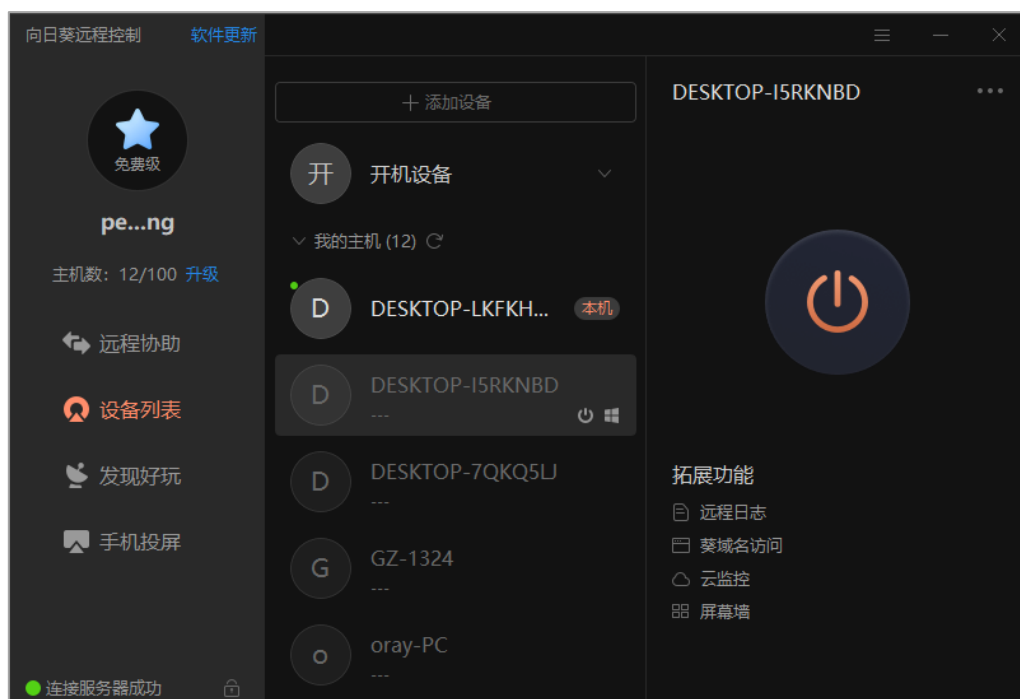 向日葵远程控制
软件更新
免费级
pe...ng
主机数：12/100 升级
远程协助
设备列表
发现好玩
手机投屏
连接服务器成功
添加设备
开
开机设备
我的主机 (12)
D
DESKTOP-LKFKH...
本机
D
DESKTOP-I5RKNBD
---
D
DESKTOP-7QKQ5LJ
---
G
GZ-1324
---
o
oray-PC
---
DESKTOP-I5RKNBD
拓展功能
远程日志
葵域名访问
云监控
屏幕墙